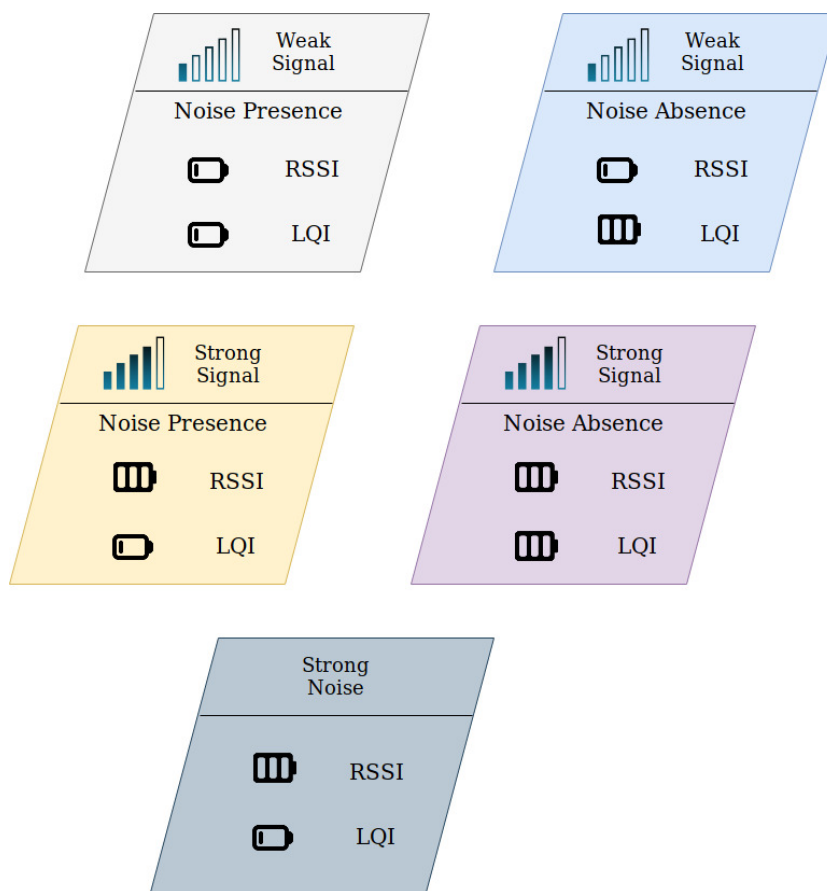 Weak
Signal
Noise Presence
RSSI
LQI
Weak
Signal
Noise Absence
RSSI
LQI
Strong
Signal
Noise Presence
RSSI
LQI
Strong
Signal
Noise Absence
RSSI
LQI
Strong
Noise
RSSI
LQI